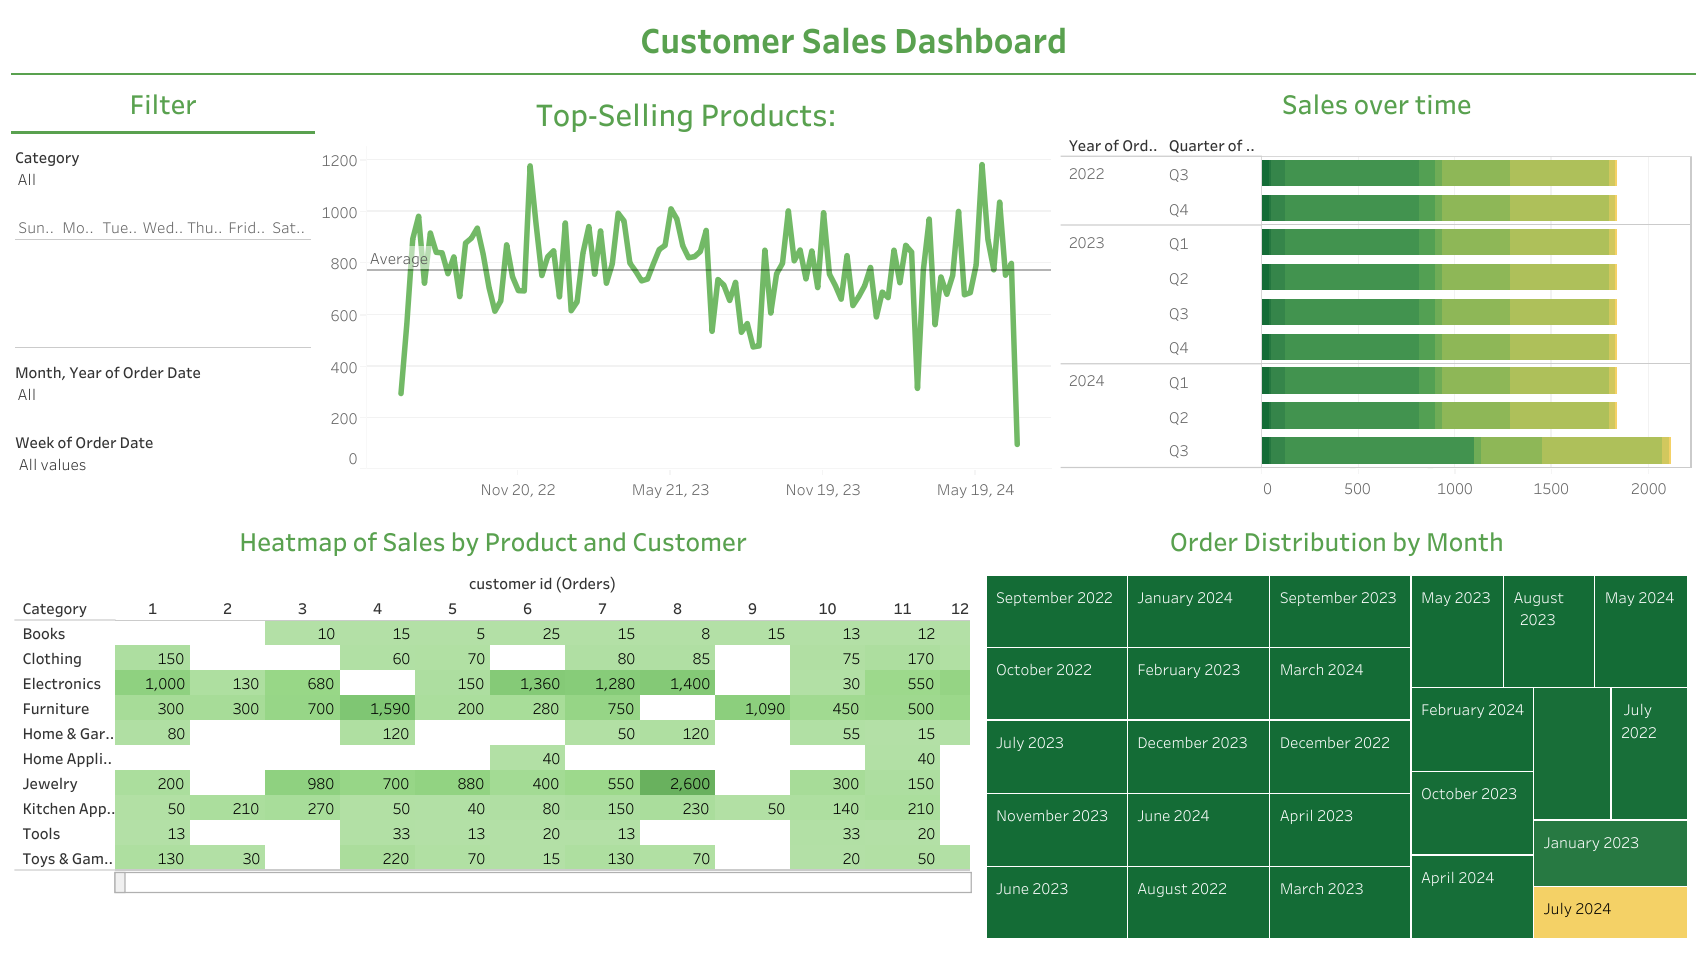 Customer Sales Dashboard
Filter
Category
All
Sun.. Mo.. Tue.. Wed.. Thu.. Frid.. Sat..
Month, Year of Order Date
All
Week of Order Date
All values
Top-Selling Products:
1200
1000
800
600
400
200
0
Average
Nov 20, 22 May 21, 23 Nov 19, 23 May 19, 24
Sales over time
Year of Ord.. Quarter of ..
2022 Q3
Q4
2023 Q1
Q2
Q3
Q4
2024 Q1
Q2
Q3
0 500 1000 1500 2000
Heatmap of Sales by Product and Customer
customer id (Orders)
Category 1 2 3 4 5 6 7 8 9 10 11 12
Books 10 15 5 25 15 8 15 13 12
Clothing 150 60 70 80 85 75 170
Electronics 1,000 130 680 150 1,360 1,280 1,400 30 550
Furniture 300 300 700 1,590 200 280 750 1,090 450 500
Home & Gar.. 80 120 50 120 55 15
Home Appli.. 40 40
Jewelry 200 980 700 880 400 550 2,600 300 150
Kitchen App.. 50 210 270 50 40 80 150 230 50 140 210
Tools 13 33 13 20 13 33 20
Toys & Gam.. 130 30 220 70 15 130 70 20 50
Order Distribution by Month
September 2022
October 2022
July 2023
November 2023
June 2023
January 2024
February 2023
December 2023
June 2024
August 2022
September 2023
March 2024
December 2022
April 2023
March 2023
May 2023
August
2023
May 2024
February 2024
October 2023
April 2024
July
2022
January 2023
July 2024